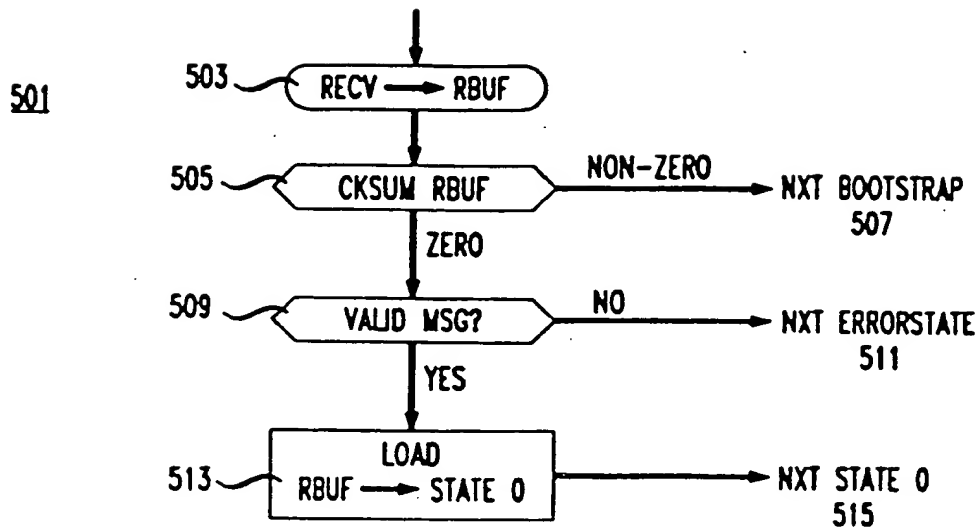 501
503
RECV → RBUF
505
CKSUM RBUF
NON-ZERO
NXT BOOTSTRAP
507
ZERO
509
VALID MSG?
NO
NXT ERRORSTATE
511
YES
513
LOAD
RBUF → STATE 0
NXT STATE 0
515